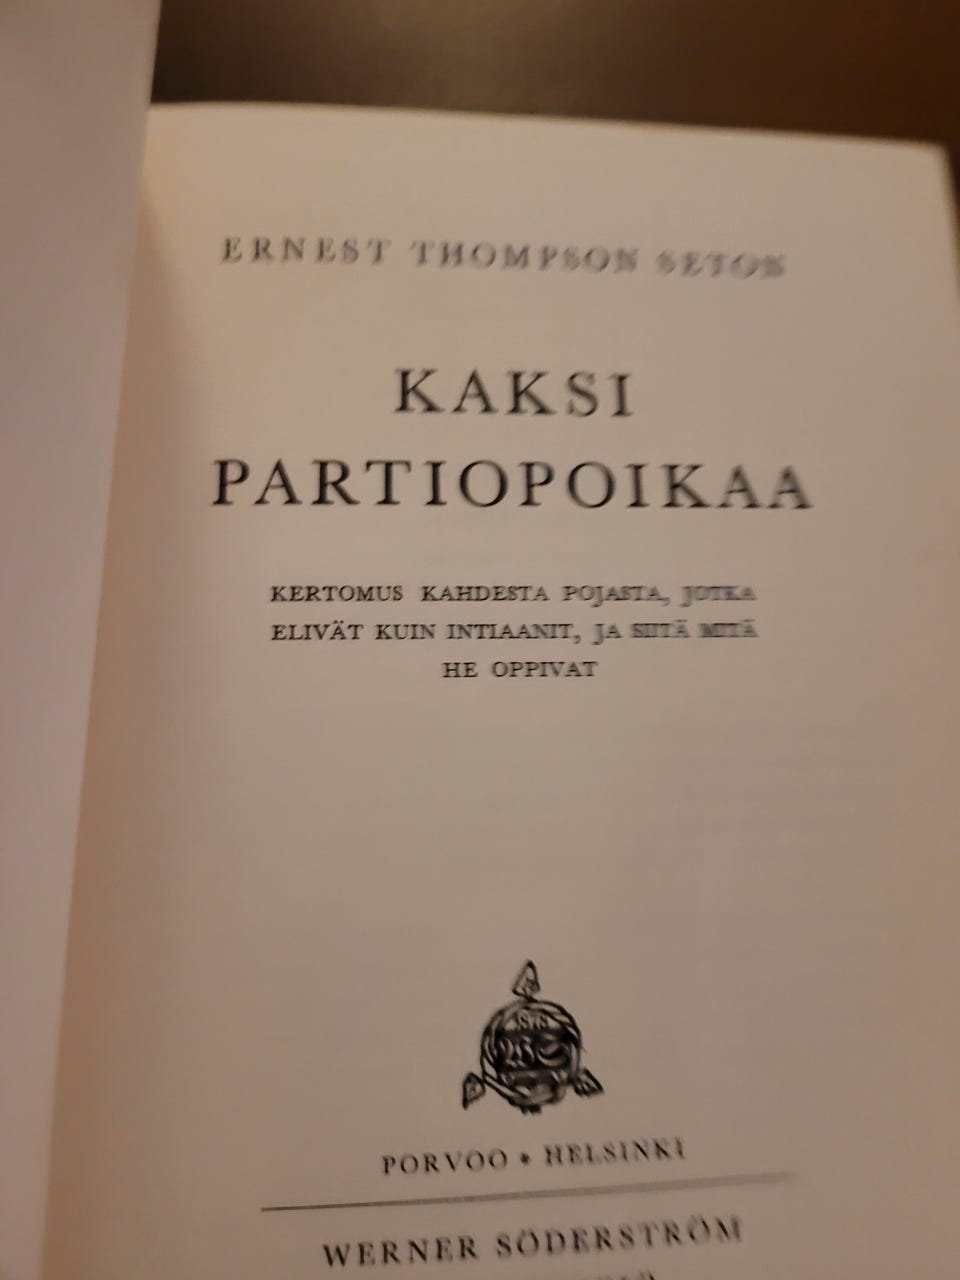 ERNEST THOMPSON SETON
KAKSI
PARTIOPOIKAA
KERTOMUS KAHDESTA POJASTA, JOTKA
ELIVÄT KUIN INTIAANIT, JA SIITÄ MITÄ
HE OPPIVAT
1878
PORVOO • HELSINKI
WERNER SÖDERSTRÖM